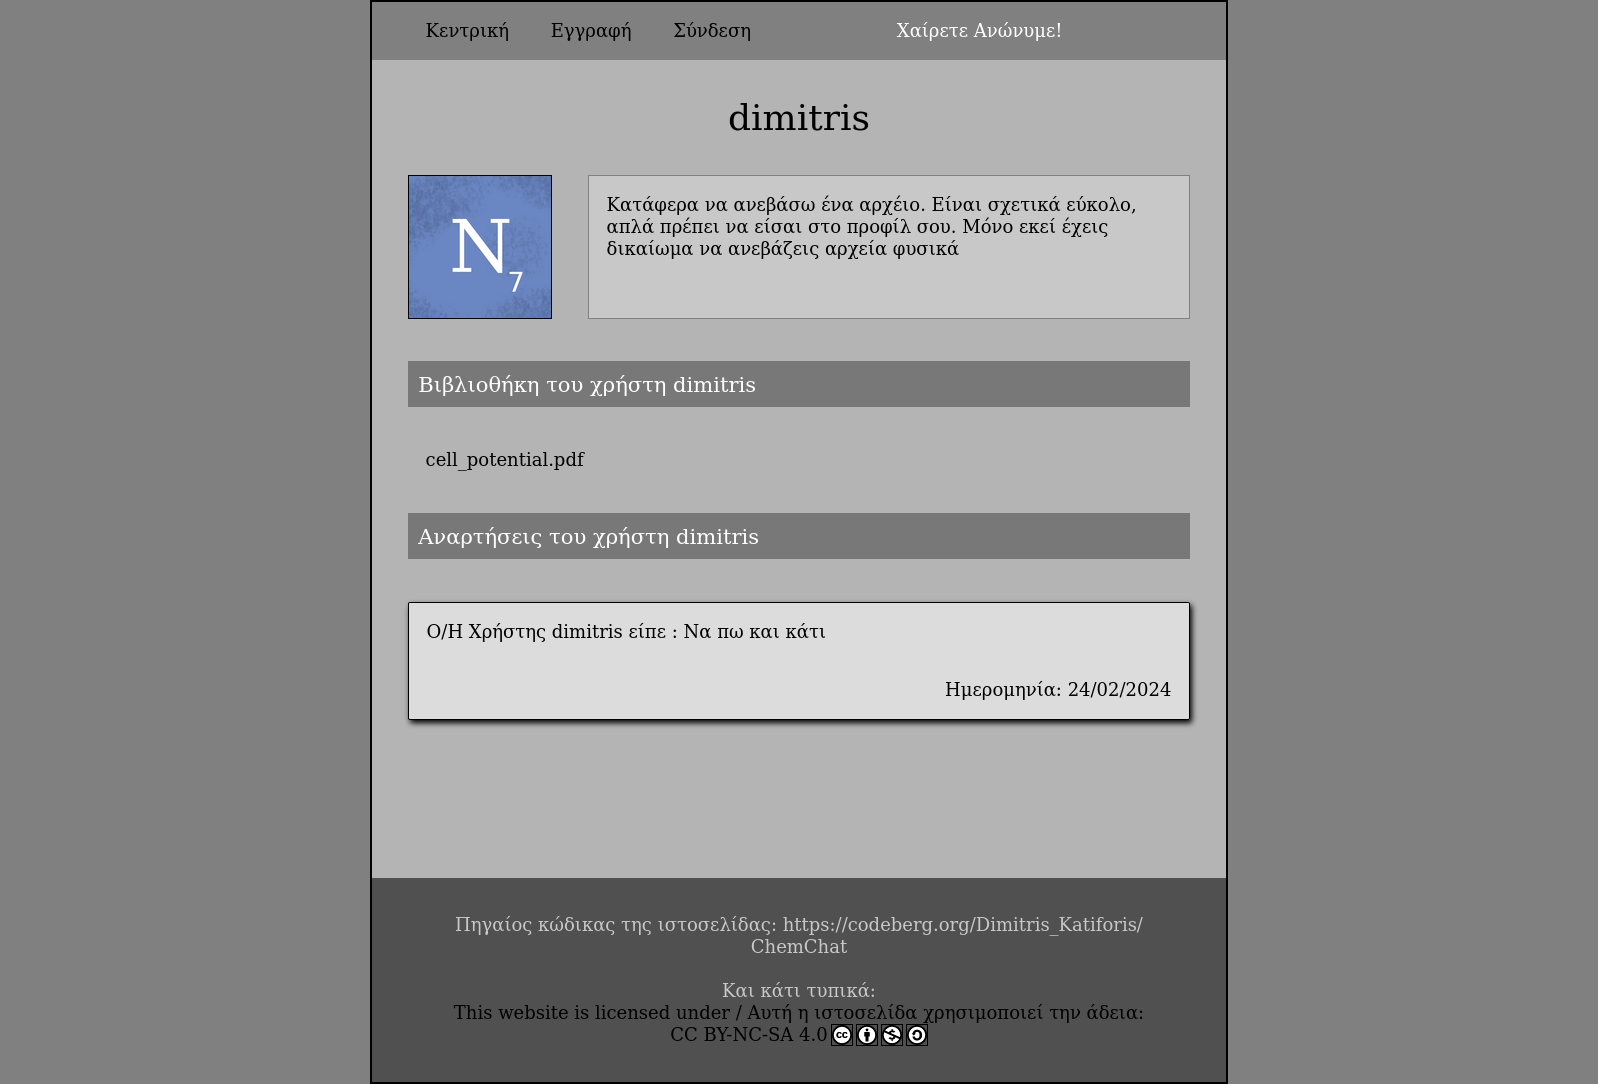 Κεντρική Εγγραφή Σύνδεση Χαίρετε Ανώνυμε!
dimitris
N
7
Κατάφερα να ανεβάσω ένα αρχέιο. Είναι σχετικά εύκολο,
απλά πρέπει να είσαι στο προφίλ σου. Μόνο εκεί έχεις
δικαίωμα να ανεβάζεις αρχεία φυσικά
Βιβλιοθήκη του χρήστη dimitris
cell_potential.pdf
Αναρτήσεις του χρήστη dimitris
Ο/Η Χρήστης dimitris είπε : Να πω και κάτι
Ημερομηνία: 24/02/2024
Πηγαίος κώδικας της ιστοσελίδας: https://codeberg.org/Dimitris_Katiforis/
ChemChat
Και κάτι τυπικά:
This website is licensed under / Αυτή η ιστοσελίδα χρησιμοποιεί την άδεια:
CC BY-NC-SA 4.0